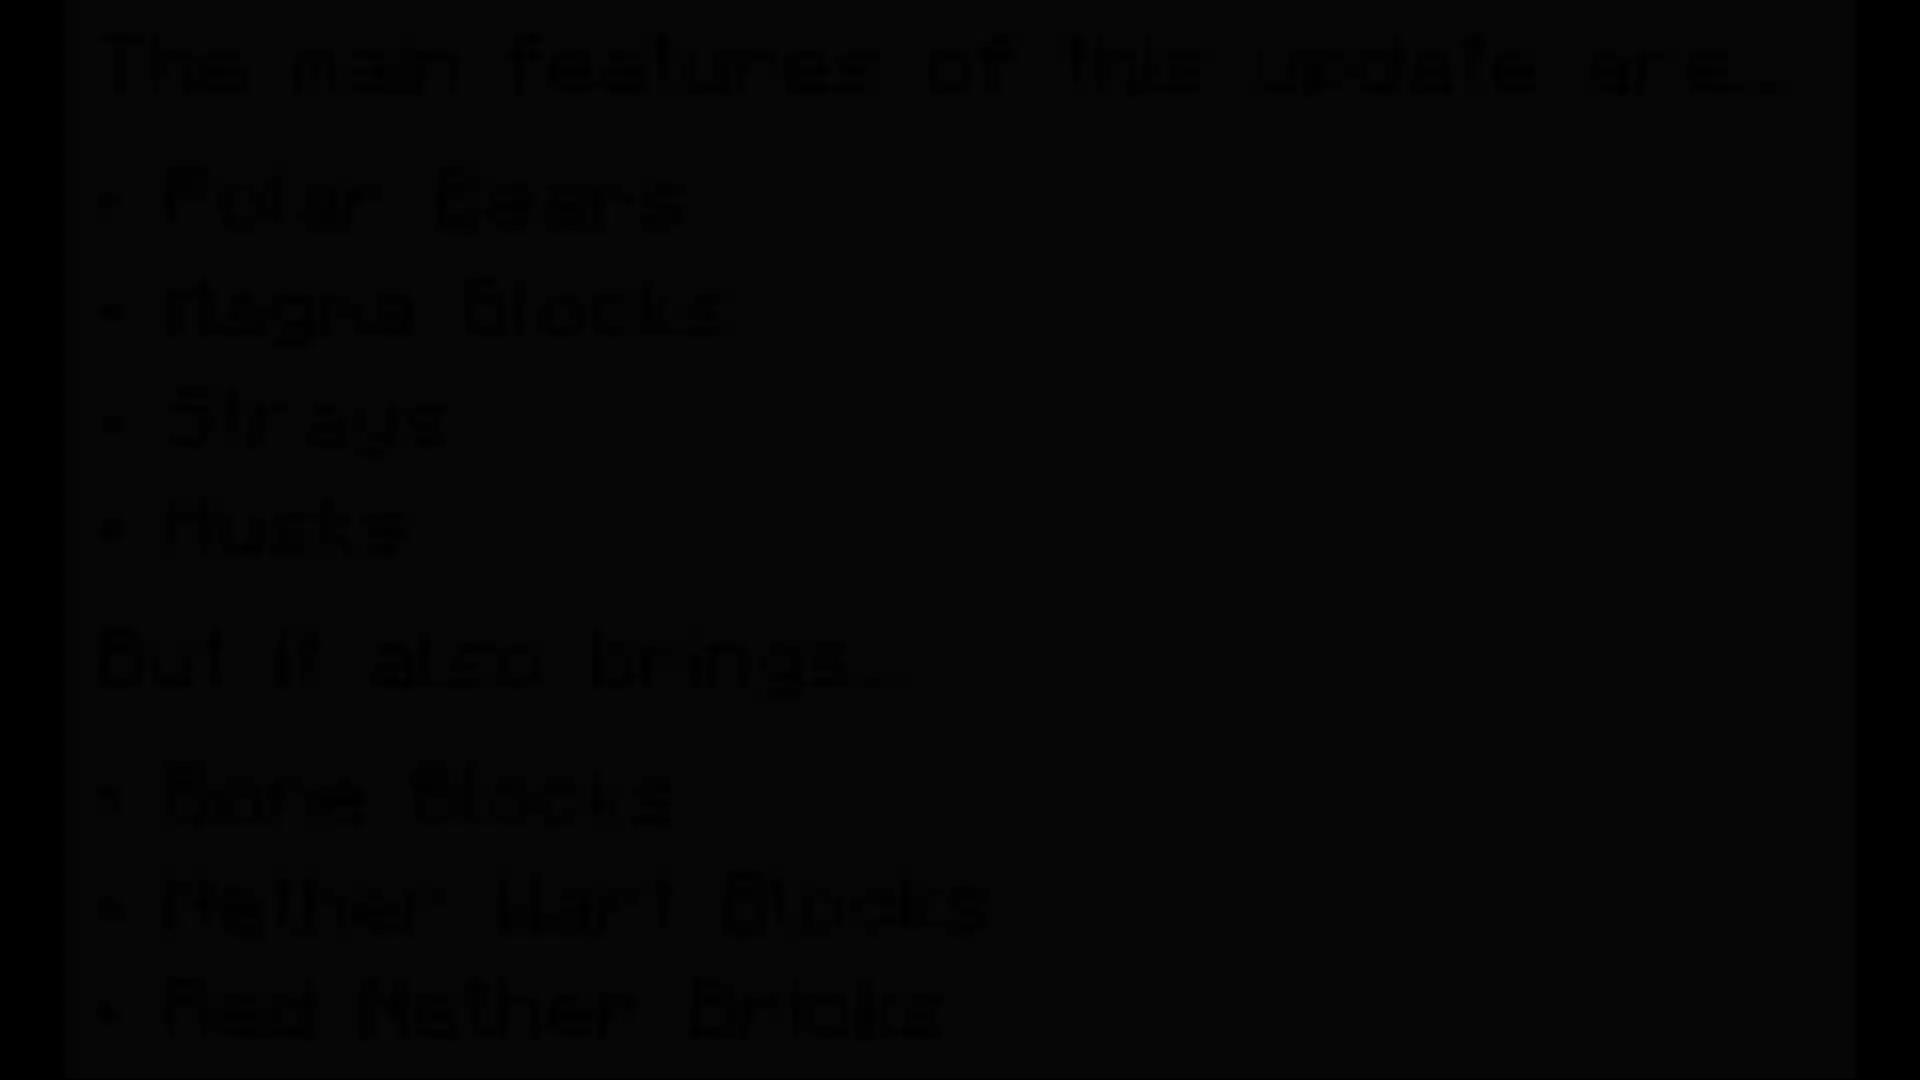 The main features of this update are..
• Polar Bears
• Magma Blocks
• Strays
• Husks
But it also brings..
• Bone Blocks
• Nether Wart Blocks
• Red Nether Bricks